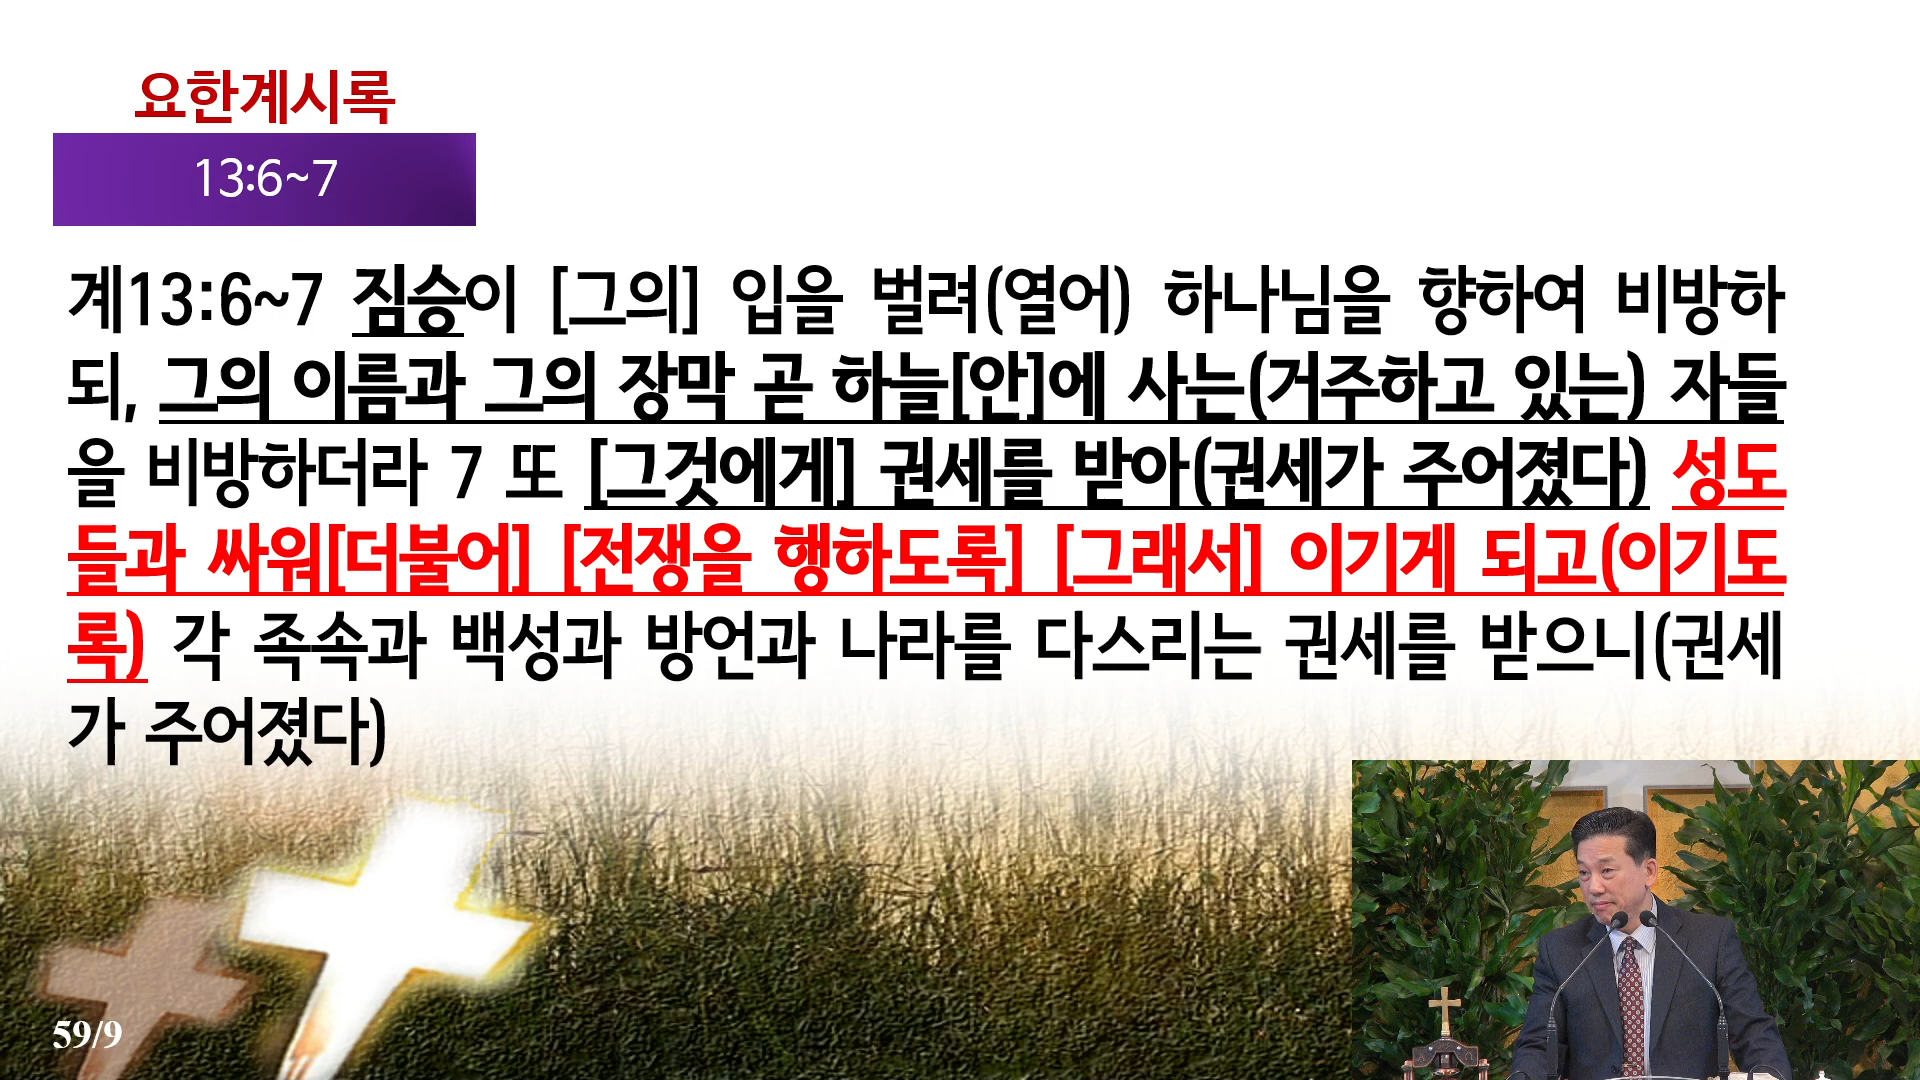 요한계시록
13:6~7
계13:6~7 짐승이 [그의] 입을 벌려(열어) 하나님을 향하여 비방하
되, 그의 이름과 그의 장막 곧 하늘[안]에 사는(거주하고 있는) 자들
을 비방하더라 7 또 [그것에게] 권세를 받아(권세가 주어졌다) 성도
들과 싸워[더불어] [전쟁을 행하도록] [그래서] 이기게 되고(이기도
록) 각 족속과 백성과 방언과 나라를 다스리는 권세를 받으니(권세
가 주어졌다)
59/9